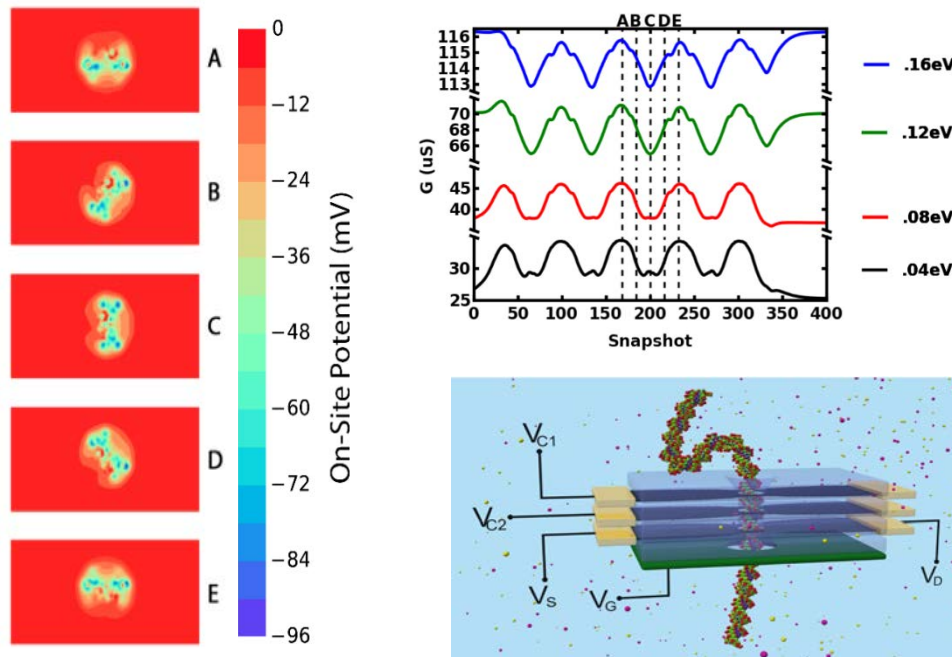 A
B
C
D
E
0
−12
−24
−36
−48
−60
−72
−84
−96
On-Site Potential (mV)
A B C D E
116
114
113
70
68
66
45
40
30
25
G (uS)
0 50 100 150 200 250 300 350 400
Snapshot
.16eV
.12eV
.08eV
.04eV
VC1
VC2
VS
VG
VD